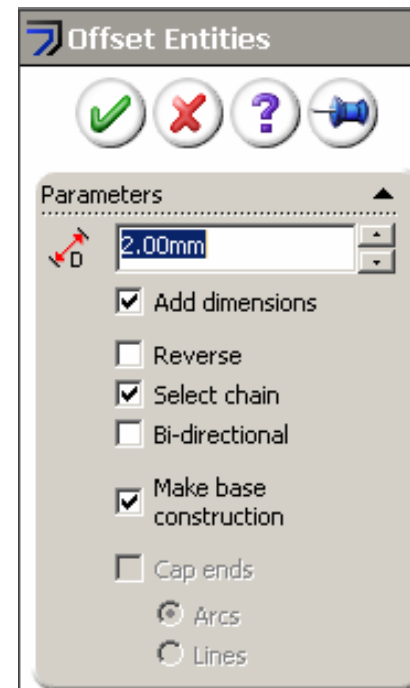 Offset Entities
?
Parameters
D
2.00mm
Add dimensions
Reverse
Select chain
Bi-directional
Make base
construction
Cap ends
Arcs
Lines